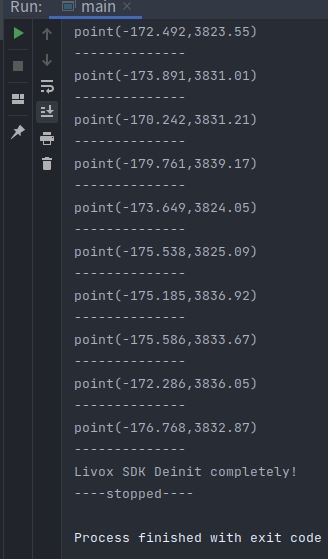 Run: main ×
point(-172.492,3823.55)
--------------
point(-173.891,3831.01)
--------------
point(-170.242,3831.21)
--------------
point(-179.761,3839.17)
--------------
point(-173.649,3824.05)
--------------
point(-175.538,3825.09)
--------------
point(-175.185,3836.92)
--------------
point(-175.586,3833.67)
--------------
point(-172.286,3836.05)
--------------
point(-176.768,3832.87)
--------------
Livox SDK Deinit completely!
----stopped----
Process finished with exit code